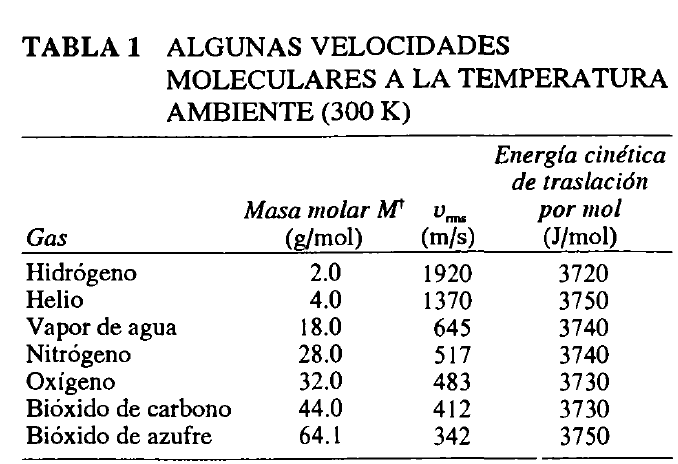 TABLA 1 ALGUNAS VELOCIDADES
MOLECULARES A LA TEMPERATURA
AMBIENTE (300 K)
Energía cinética
de traslación
Masa molar M† vrms por mol
Gas (g/mol) (m/s) (J/mol)
Hidrógeno 2.0 1920 3720
Helio 4.0 1370 3750
Vapor de agua 18.0 645 3740
Nitrógeno 28.0 517 3740
Oxígeno 32.0 483 3730
Bióxido de carbono 44.0 412 3730
Bióxido de azufre 64.1 342 3750